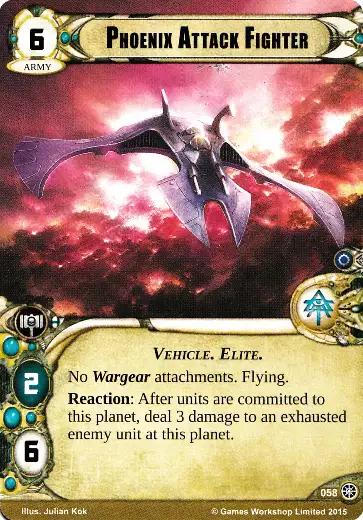 6
PHOENIX ATTACK FIGHTER
ARMY
VEHICLE. ELITE.
No Wargear attachments. Flying.
Reaction: After units are committed to
this planet, deal 3 damage to an exhausted
enemy unit at this planet.
2
6
058
Illus. Julian Kok
© Games Workshop Limited 2015